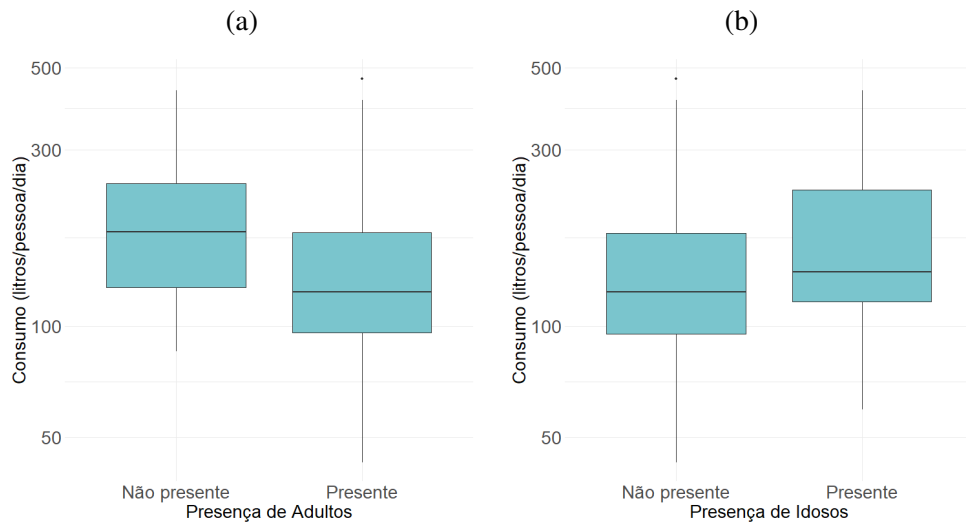 (a)
Consumo (litros/pessoa/dia)
500
300
100
50
Não presente
Presente
Presença de Adultos
(b)
Consumo (litros/pessoa/dia)
500
300
100
50
Não presente
Presente
Presença de Idosos